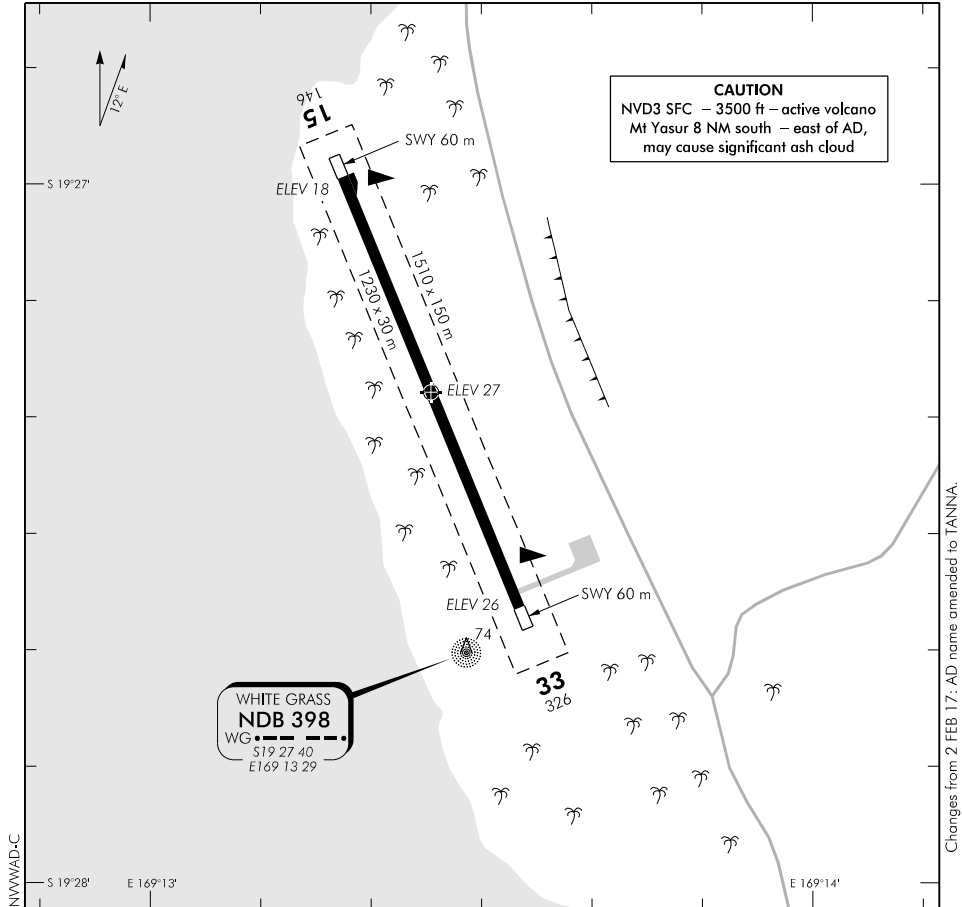 12° E
CAUTION
NVD3 SFC – 3500 ft – active volcano
Mt Yasur 8 NM south – east of AD,
may cause significant ash cloud
146
15
SWY 60 m
S 19°27'
ELEV 18
1230 x 30 m
1510 x 150 m
ELEV 27
ELEV 26
SWY 60 m
74
33
326
WHITE GRASS
NDB 398
WG
S19 27 40
E169 13 29
S 19°28'
E 169°13'
E 169°14'
NVVWAD-C
Changes from 2 FEB 17: AD name amended to TANNA.